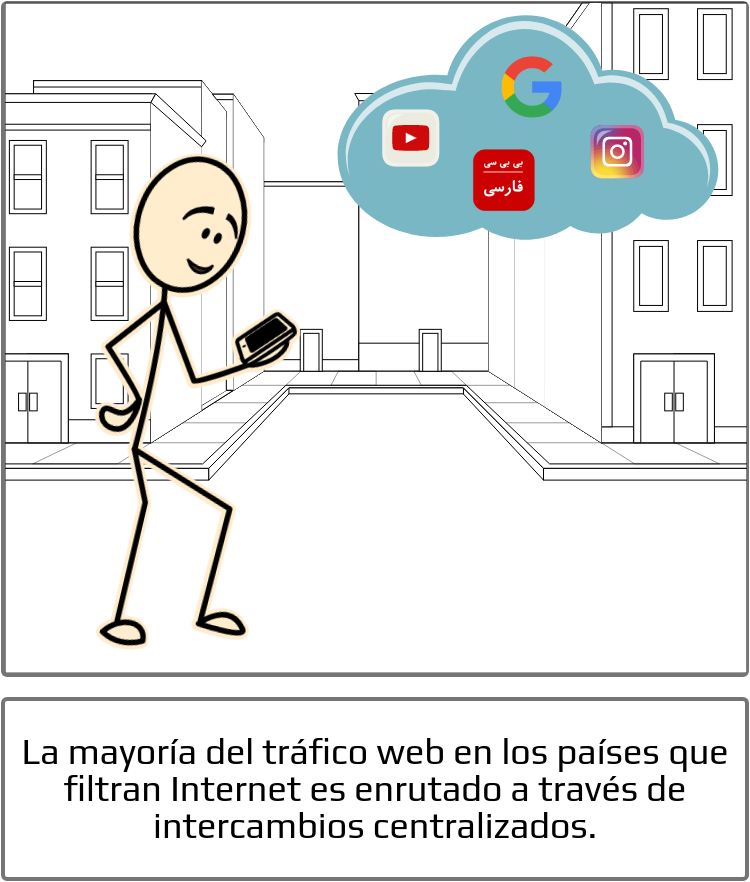 بی بی سی
فارسی
La mayoría del tráfico web en los países que
filtran Internet es enrutado a través de
intercambios centralizados.